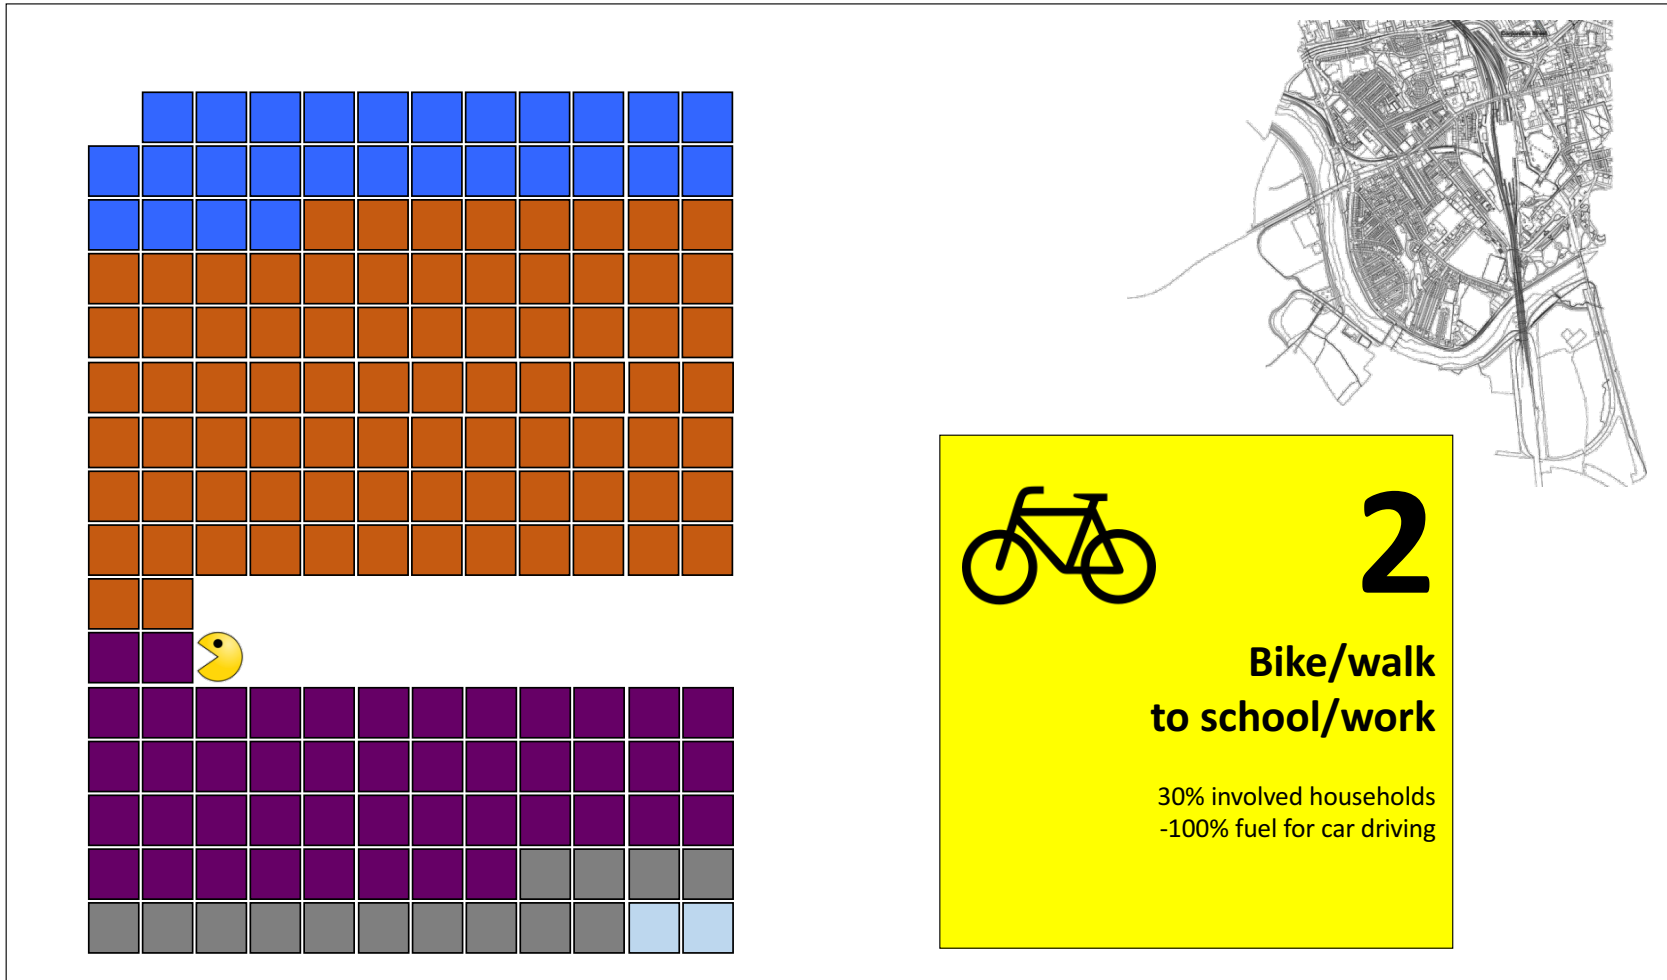 2
Bike/walk
to school/work
30% involved households
-100% fuel for car driving